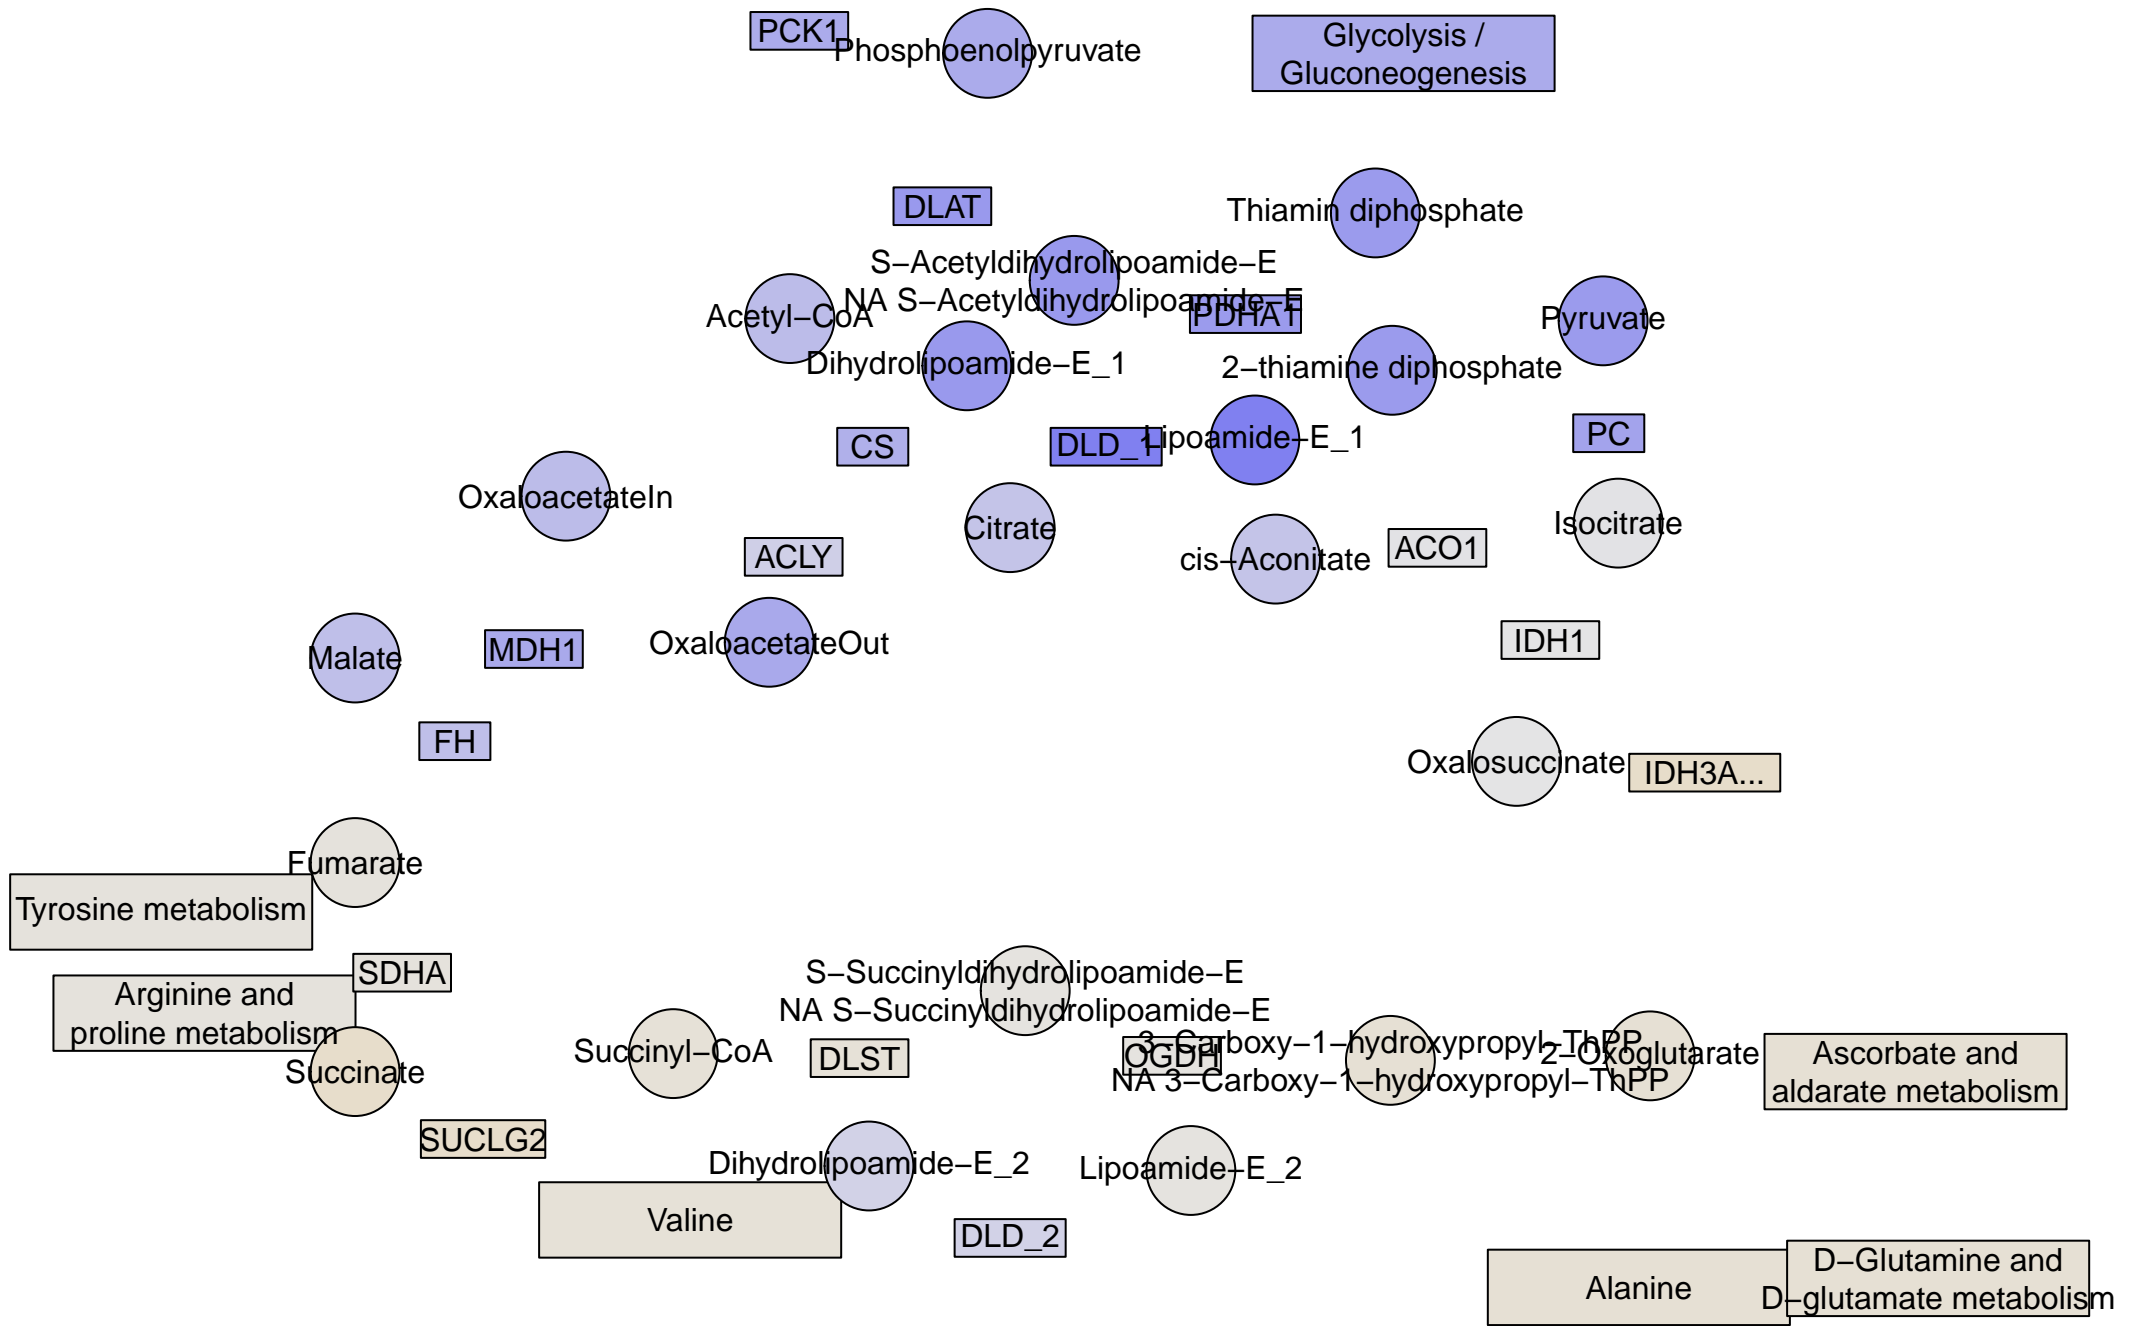 PCK1
Phosphoenolpyruvate
Glycolysis /
Gluconeogenesis
DLAT
Thiamin diphosphate
S−Acetyldihydrolipoamide−E
NA S−Acetyldihydrolipoamide−E
PDHA1
Acetyl−CoA
Pyruvate
Dihydrolipoamide−E_1
2−thiamine diphosphate
CS
DLD_1
Lipoamide−E_1
PC
OxaloacetateIn
Citrate
Isocitrate
ACLY
cis−Aconitate
ACO1
Malate
MDH1
OxaloacetateOut
IDH1
FH
Oxalosuccinate
IDH3A...
Fumarate
Tyrosine metabolism
SDHA
Arginine and
proline metabolism
Succinate
S−Succinyldihydrolipoamide−E
NA S−Succinyldihydrolipoamide−E
Succinyl−CoA
DLST
OGDH
3−Carboxy−1−hydroxypropyl−ThPP
NA 3−Carboxy−1−hydroxypropyl−ThPP
2−Oxoglutarate
Ascorbate and
aldarate metabolism
SUCLG2
Dihydrolipoamide−E_2
Lipoamide−E_2
Valine
DLD_2
Alanine
D−Glutamine and
D−glutamate metabolism